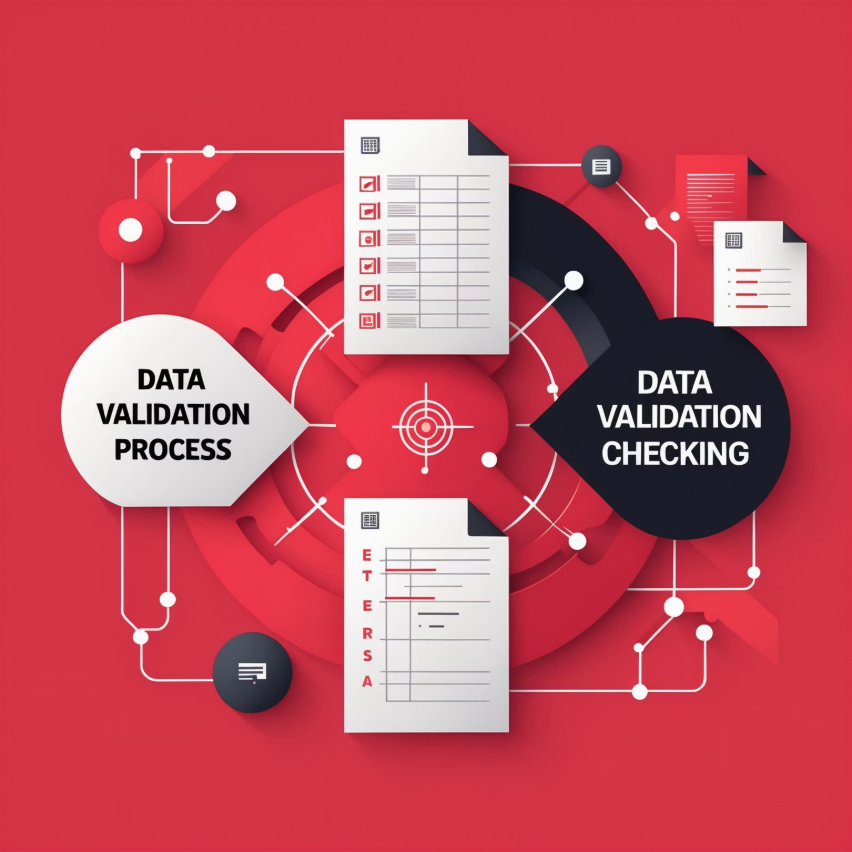 DATA
VALIDATION
PROCESS
DATA
VALIDATION
CHECKING
E
T
E
R
S
A